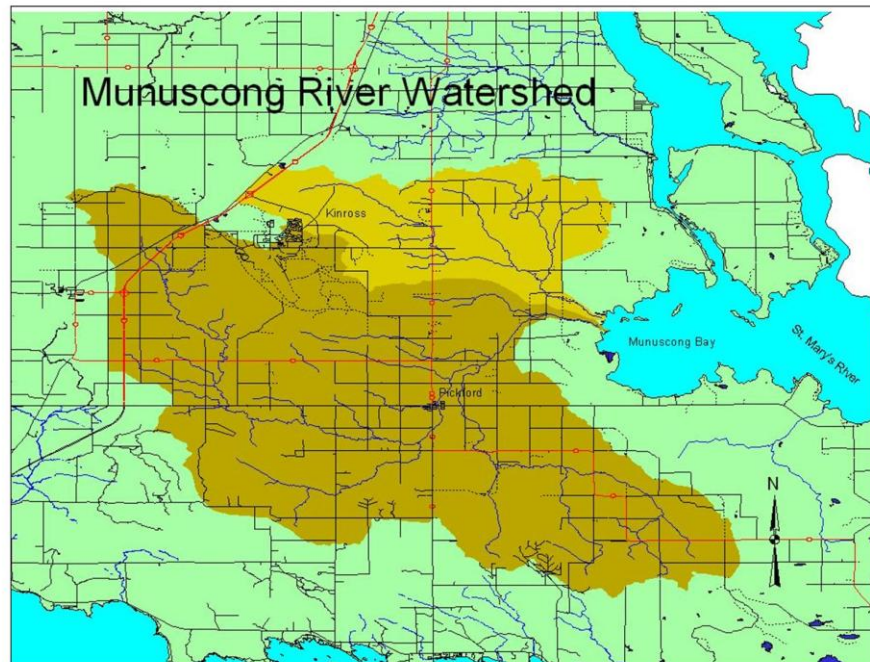 Munuscong River Watershed
Kinross
Munuscong Bay
St. Mary's River
Pickford
N